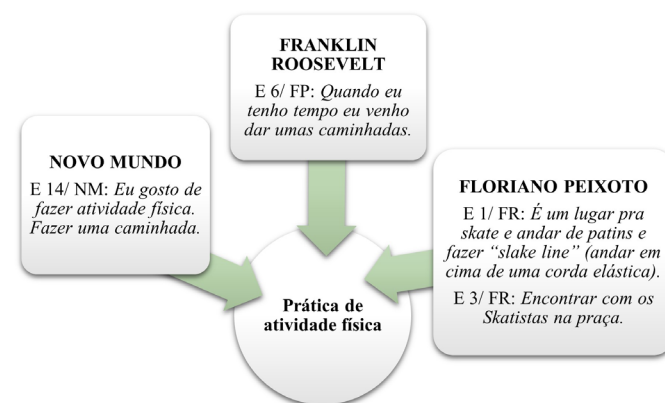 FRANKLIN
ROOSEVELT
E 6/ FP: Quando eu
tenho tempo eu venho
dar umas caminhadas.
NOVO MUNDO
E 14/ NM: Eu gosto de
fazer atividade física.
Fazer uma caminhada.
FLORIANO PEIXOTO
E 1/ FR: É um lugar pra
skate e andar de patins e
fazer “slake line” (andar em
cima de uma corda elástica).
E 3/ FR: Encontrar com os
Skatistas na praça.
Prática de
atividade física